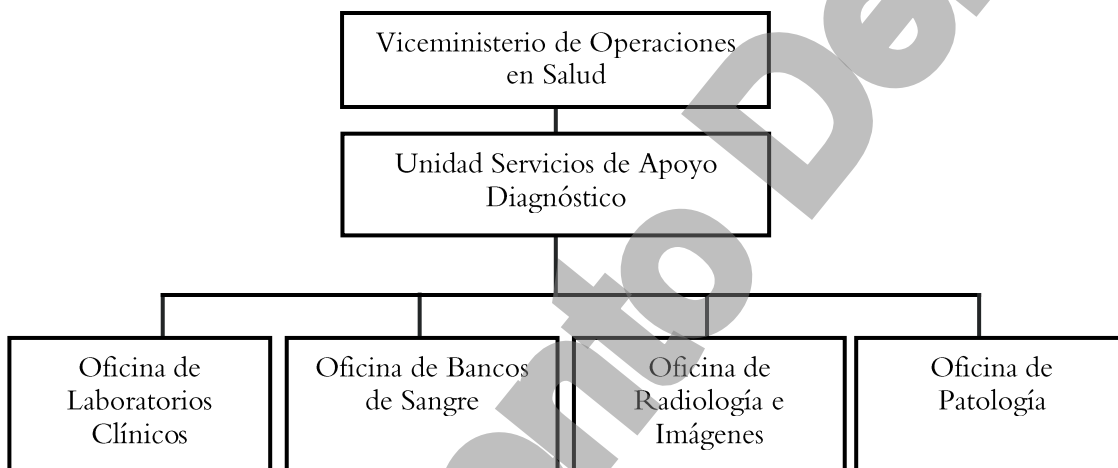 Viceministerio de Operaciones
en Salud
Unidad Servicios de Apoyo
Diagnóstico
Oficina de
Laboratorios
Clínicos
Oficina de Bancos
de Sangre
Oficina de
Radiología e
Imágenes
Oficina de
Patología